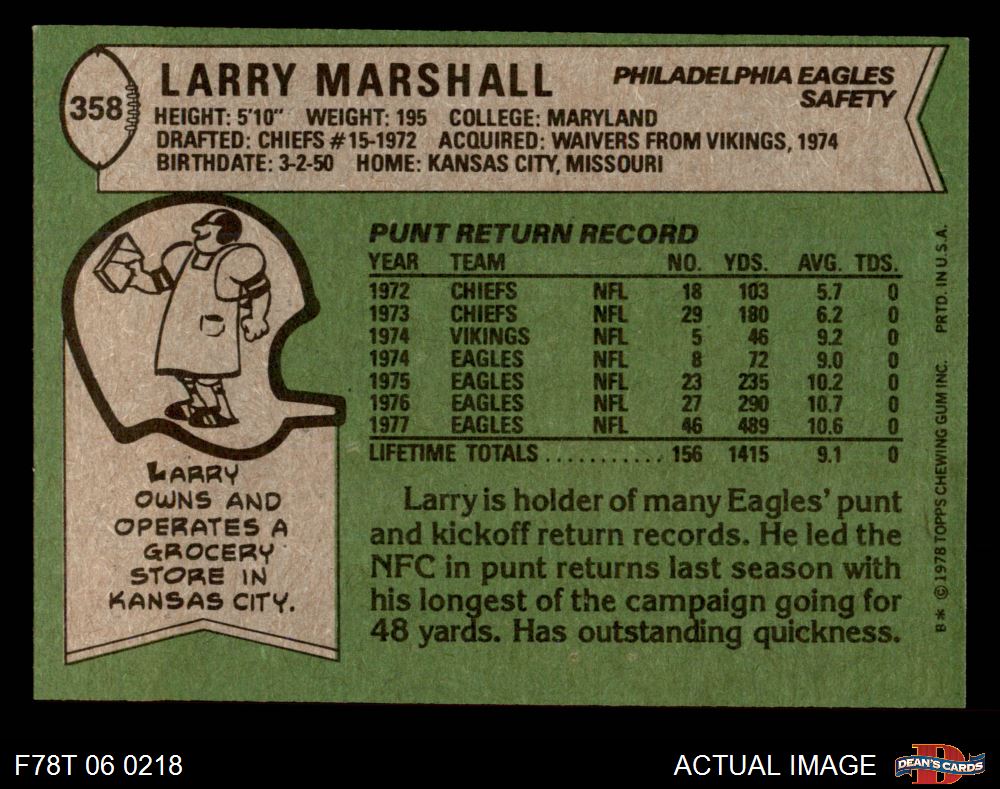 358
LARRY MARSHALL
PHILADELPHIA EAGLES
SAFETY
HEIGHT: 5'10" WEIGHT: 195 COLLEGE: MARYLAND
DRAFTED: CHIEFS #15-1972 ACQUIRED: WAIVERS FROM VIKINGS, 1974
BIRTHDATE: 3-2-50 HOME: KANSAS CITY, MISSOURI
LARRY
OWNS AND
OPERATES A
GROCERY
STORE IN
KANSAS CITY.
PUNT RETURN RECORD
YEAR TEAM NO. YDS. AVG. TDS.
1972 CHIEFS NFL 18 103 5.7 0
1973 CHIEFS NFL 29 180 6.2 0
1974 VIKINGS NFL 5 46 9.2 0
1974 EAGLES NFL 8 72 9.0 0
1975 EAGLES NFL 23 235 10.2 0
1976 EAGLES NFL 27 290 10.7 0
1977 EAGLES NFL 46 489 10.6 0
LIFETIME TOTALS........... 156 1415 9.1 0
Larry is holder of many Eagles' punt
and kickoff return records. He led the
NFC in punt returns last season with
his longest of the campaign going for
48 yards. Has outstanding quickness.
B** ©1978 TOPPS CHEWING GUM INC. PRTD. IN U.S.A.
F78T 06 0218
ACTUAL IMAGE
D
DEAN'S CARDS